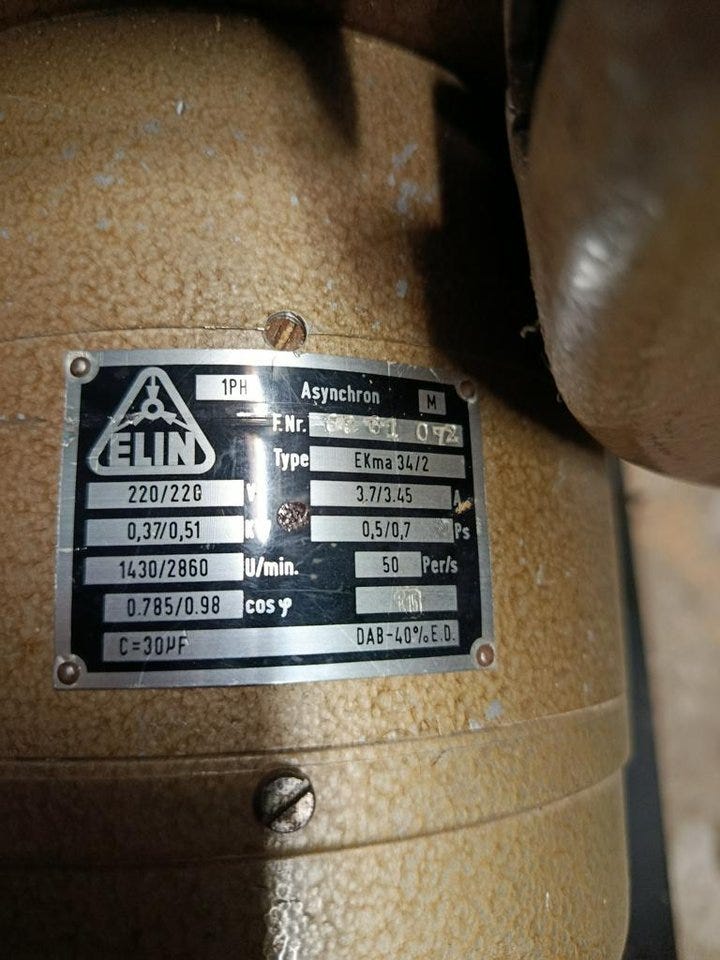 1PH Asynchron M
ELIN
F.Nr.
Type EKma 34/2
220/220 V 3.7/3.45 A
0,37/0,51 0,5/0,7 Ps
1430/2860 U/min. 50 Per/s
0.785/0.98 cos φ
C=30µF DAB-40% E.D.